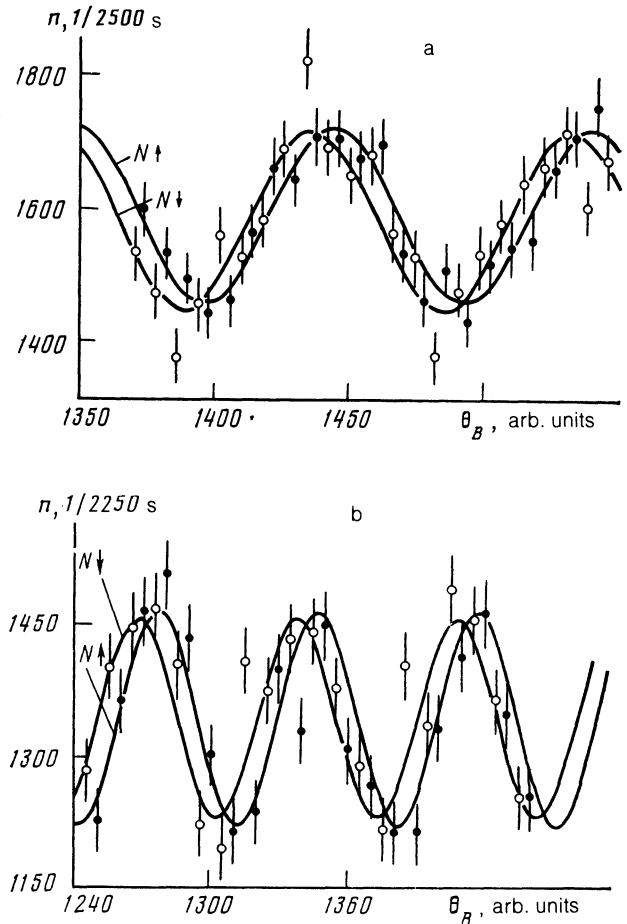 n, 1/2500 s
a
1800
N↑
1600
N↓
1400
1350 1400 1450 θB, arb. units
n, 1/2250 s
b
N↓
1450
N↑
1300
1150
1240 1300 1360 θB, arb. units